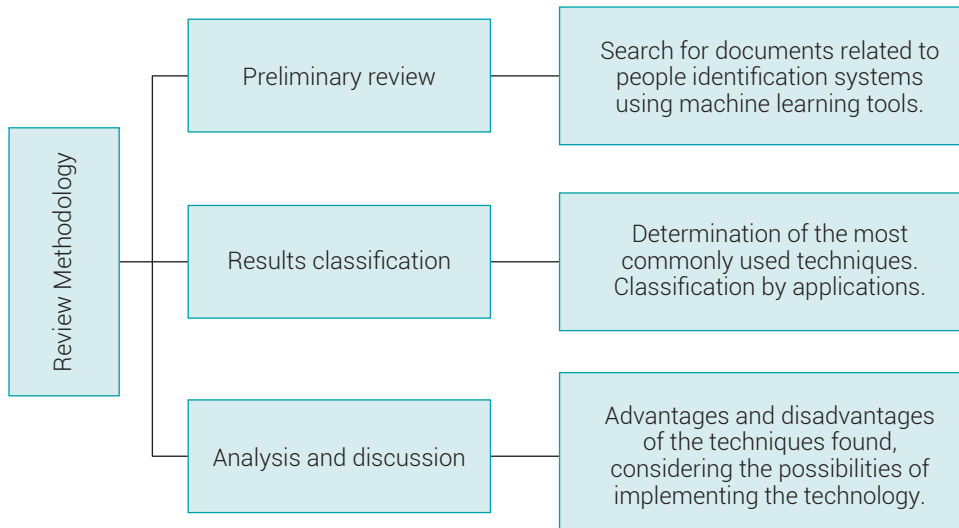 Review Methodology
Preliminary review
Search for documents related to
people identification systems
using machine learning tools.
Results classification
Determination of the most
commonly used techniques.
Classification by applications.
Analysis and discussion
Advantages and disadvantages
of the techniques found,
considering the possibilities of
implementing the technology.